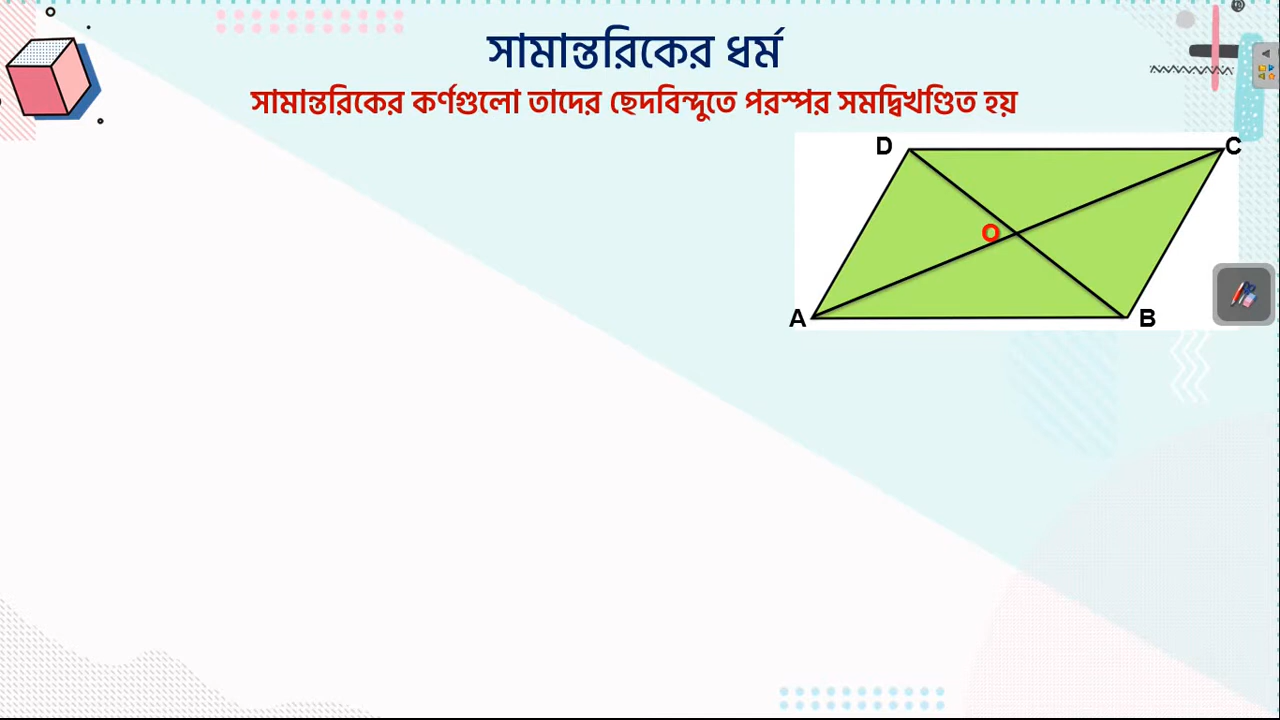 সামান্তরিকের ধর্ম
সামান্তরিকের কর্ণগুলো তাদের ছেদবিন্দুতে পরস্পর সমদ্বিখণ্ডিত হয়
D
C
O
A
B